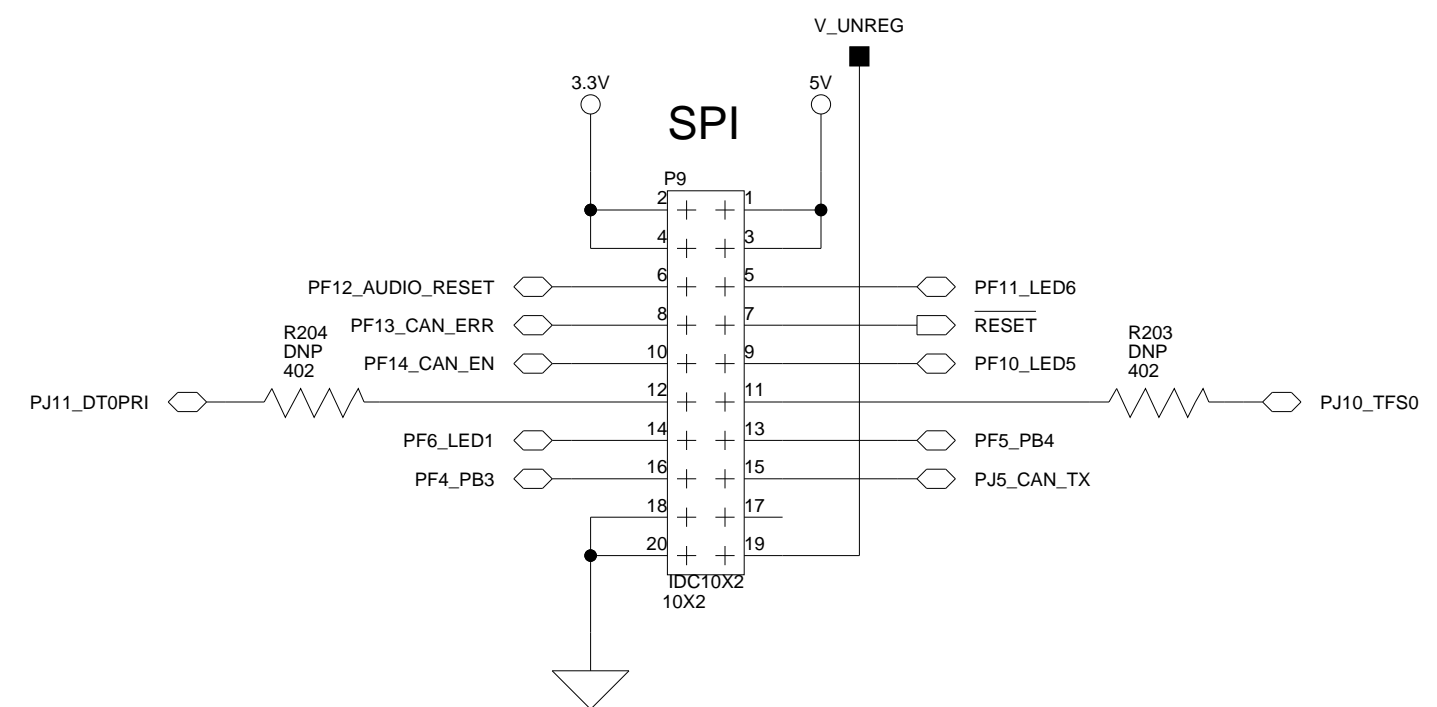 V_UNREG
3.3V
5V
SPI
P9
2 1
4 3
PF12_AUDIO_RESET 6 5 PF11_LED6
PF13_CAN_ERR 8 7 RESET
R204
DNP
402
R203
DNP
402
PF14_CAN_EN 10 9 PF10_LED5
PJ11_DT0PRI 12 11 PJ10_TFS0
PF6_LED1 14 13 PF5_PB4
PF4_PB3 16 15 PJ5_CAN_TX
18 17
20 19
IDC10X2
10X2